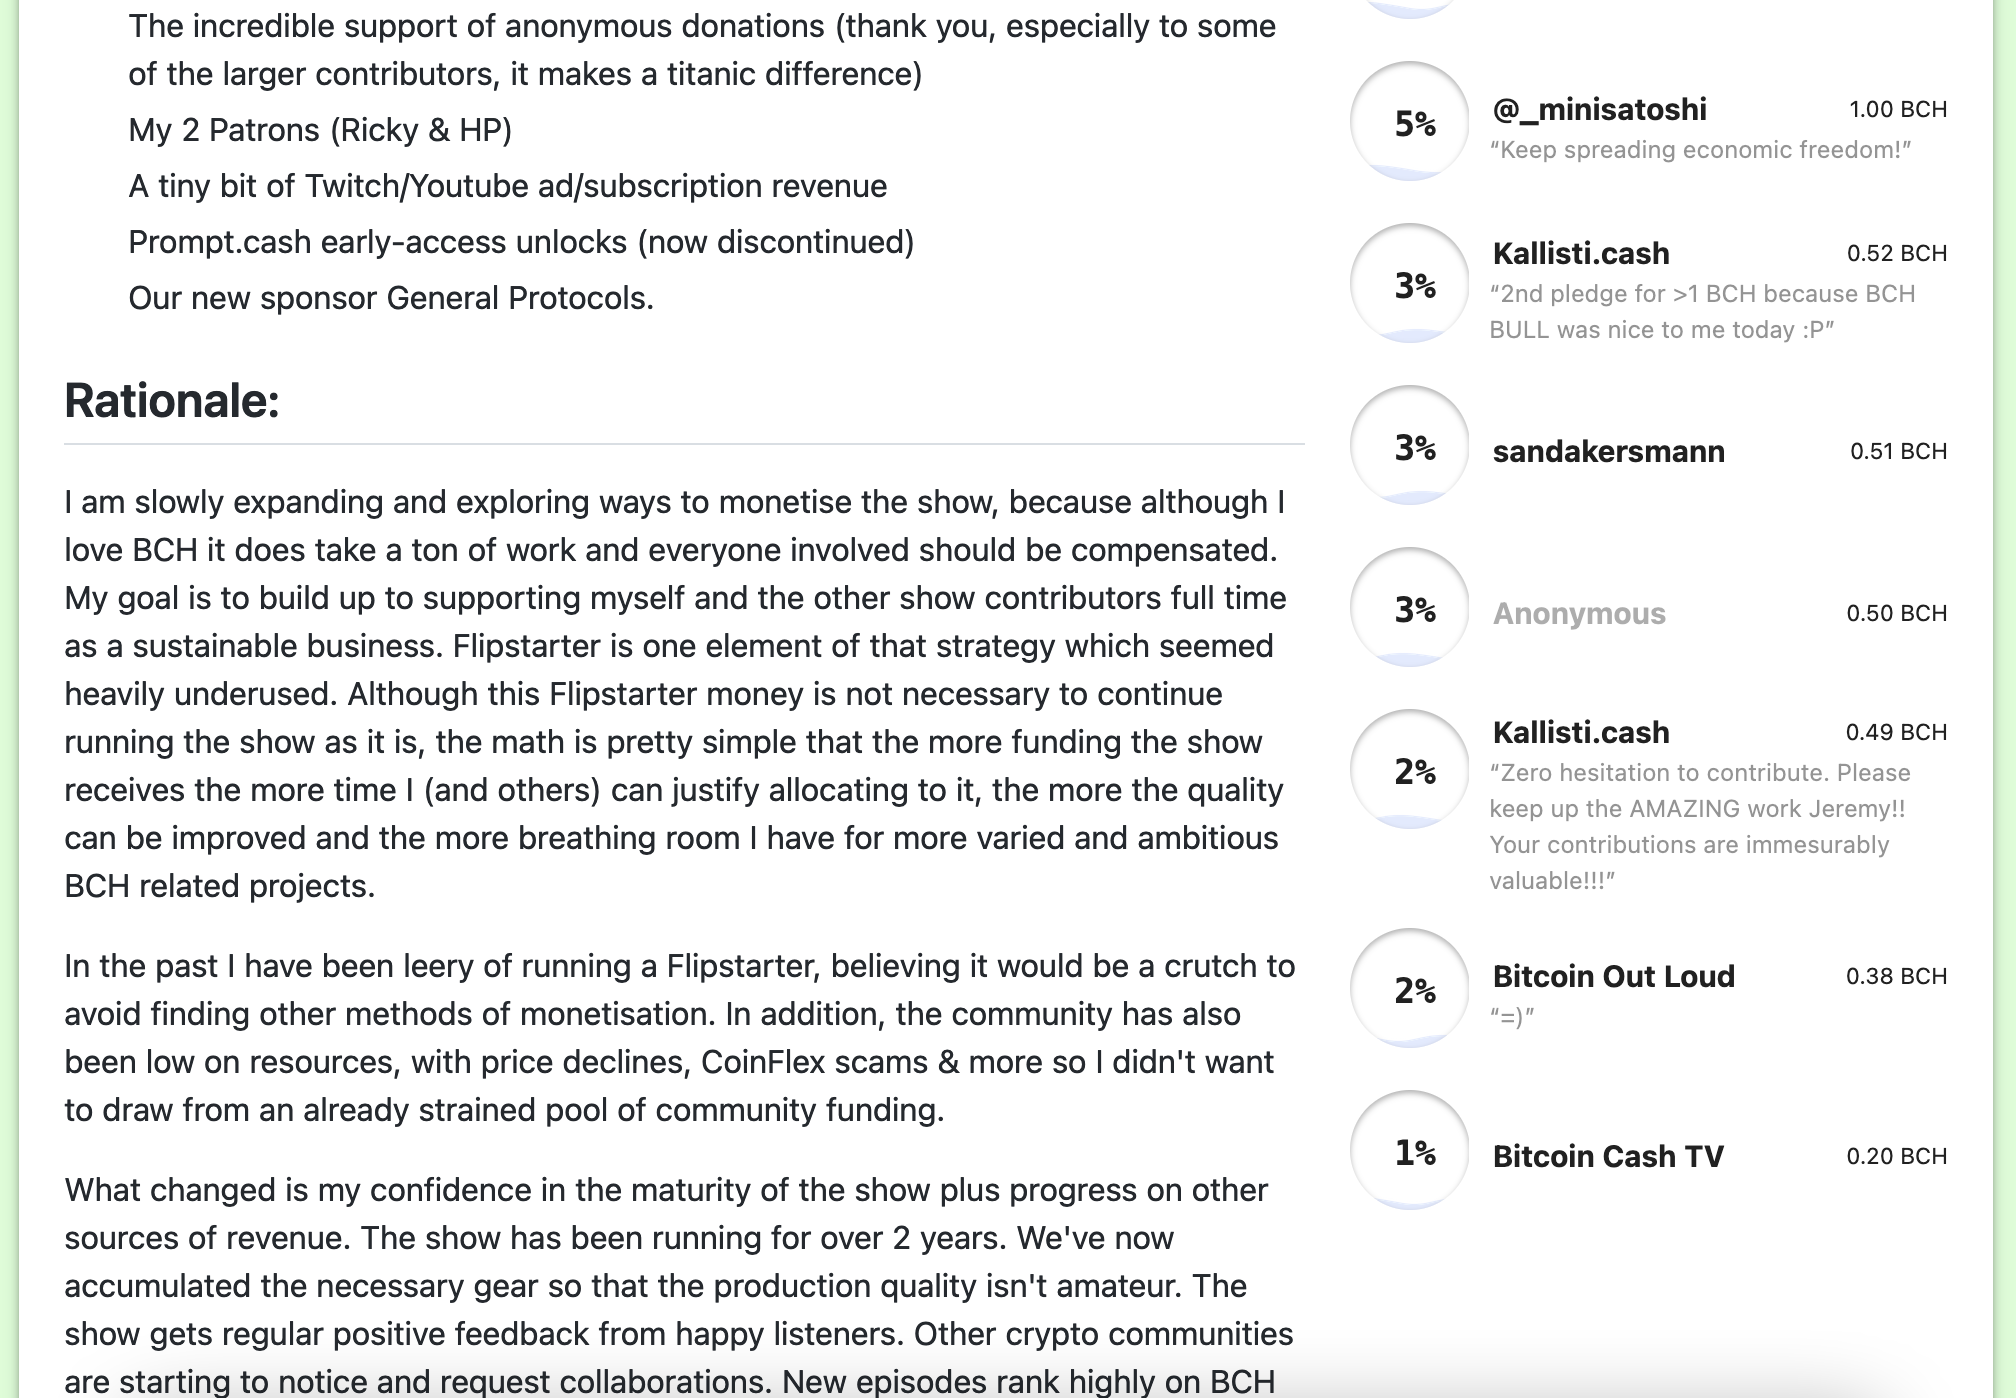 The incredible support of anonymous donations (thank you, especially to some
of the larger contributors, it makes a titanic difference)
My 2 Patrons (Ricky & HP)
A tiny bit of Twitch/Youtube ad/subscription revenue
Prompt.cash early-access unlocks (now discontinued)
Our new sponsor General Protocols.
Rationale:
I am slowly expanding and exploring ways to monetise the show, because although I
love BCH it does take a ton of work and everyone involved should be compensated.
My goal is to build up to supporting myself and the other show contributors full time
as a sustainable business. Flipstarter is one element of that strategy which seemed
heavily underused. Although this Flipstarter money is not necessary to continue
running the show as it is, the math is pretty simple that the more funding the show
receives the more time I (and others) can justify allocating to it, the more the quality
can be improved and the more breathing room I have for more varied and ambitious
BCH related projects.
In the past I have been leery of running a Flipstarter, believing it would be a crutch to
avoid finding other methods of monetisation. In addition, the community has also
been low on resources, with price declines, CoinFlex scams & more so I didn't want
to draw from an already strained pool of community funding.
What changed is my confidence in the maturity of the show plus progress on other
sources of revenue. The show has been running for over 2 years. We've now
accumulated the necessary gear so that the production quality isn't amateur. The
show gets regular positive feedback from happy listeners. Other crypto communities
are starting to notice and request collaborations. New episodes rank highly on BCH
5% @_minisatoshi 1.00 BCH
“Keep spreading economic freedom!”
3% Kallisti.cash 0.52 BCH
“2nd pledge for >1 BCH because BCH
BULL was nice to me today :P”
3% sandakersmann 0.51 BCH
3% Anonymous 0.50 BCH
2% Kallisti.cash 0.49 BCH
“Zero hesitation to contribute. Please
keep up the AMAZING work Jeremy!!
Your contributions are immesurably
valuable!!!”
2% Bitcoin Out Loud 0.38 BCH
“=)”
1% Bitcoin Cash TV 0.20 BCH